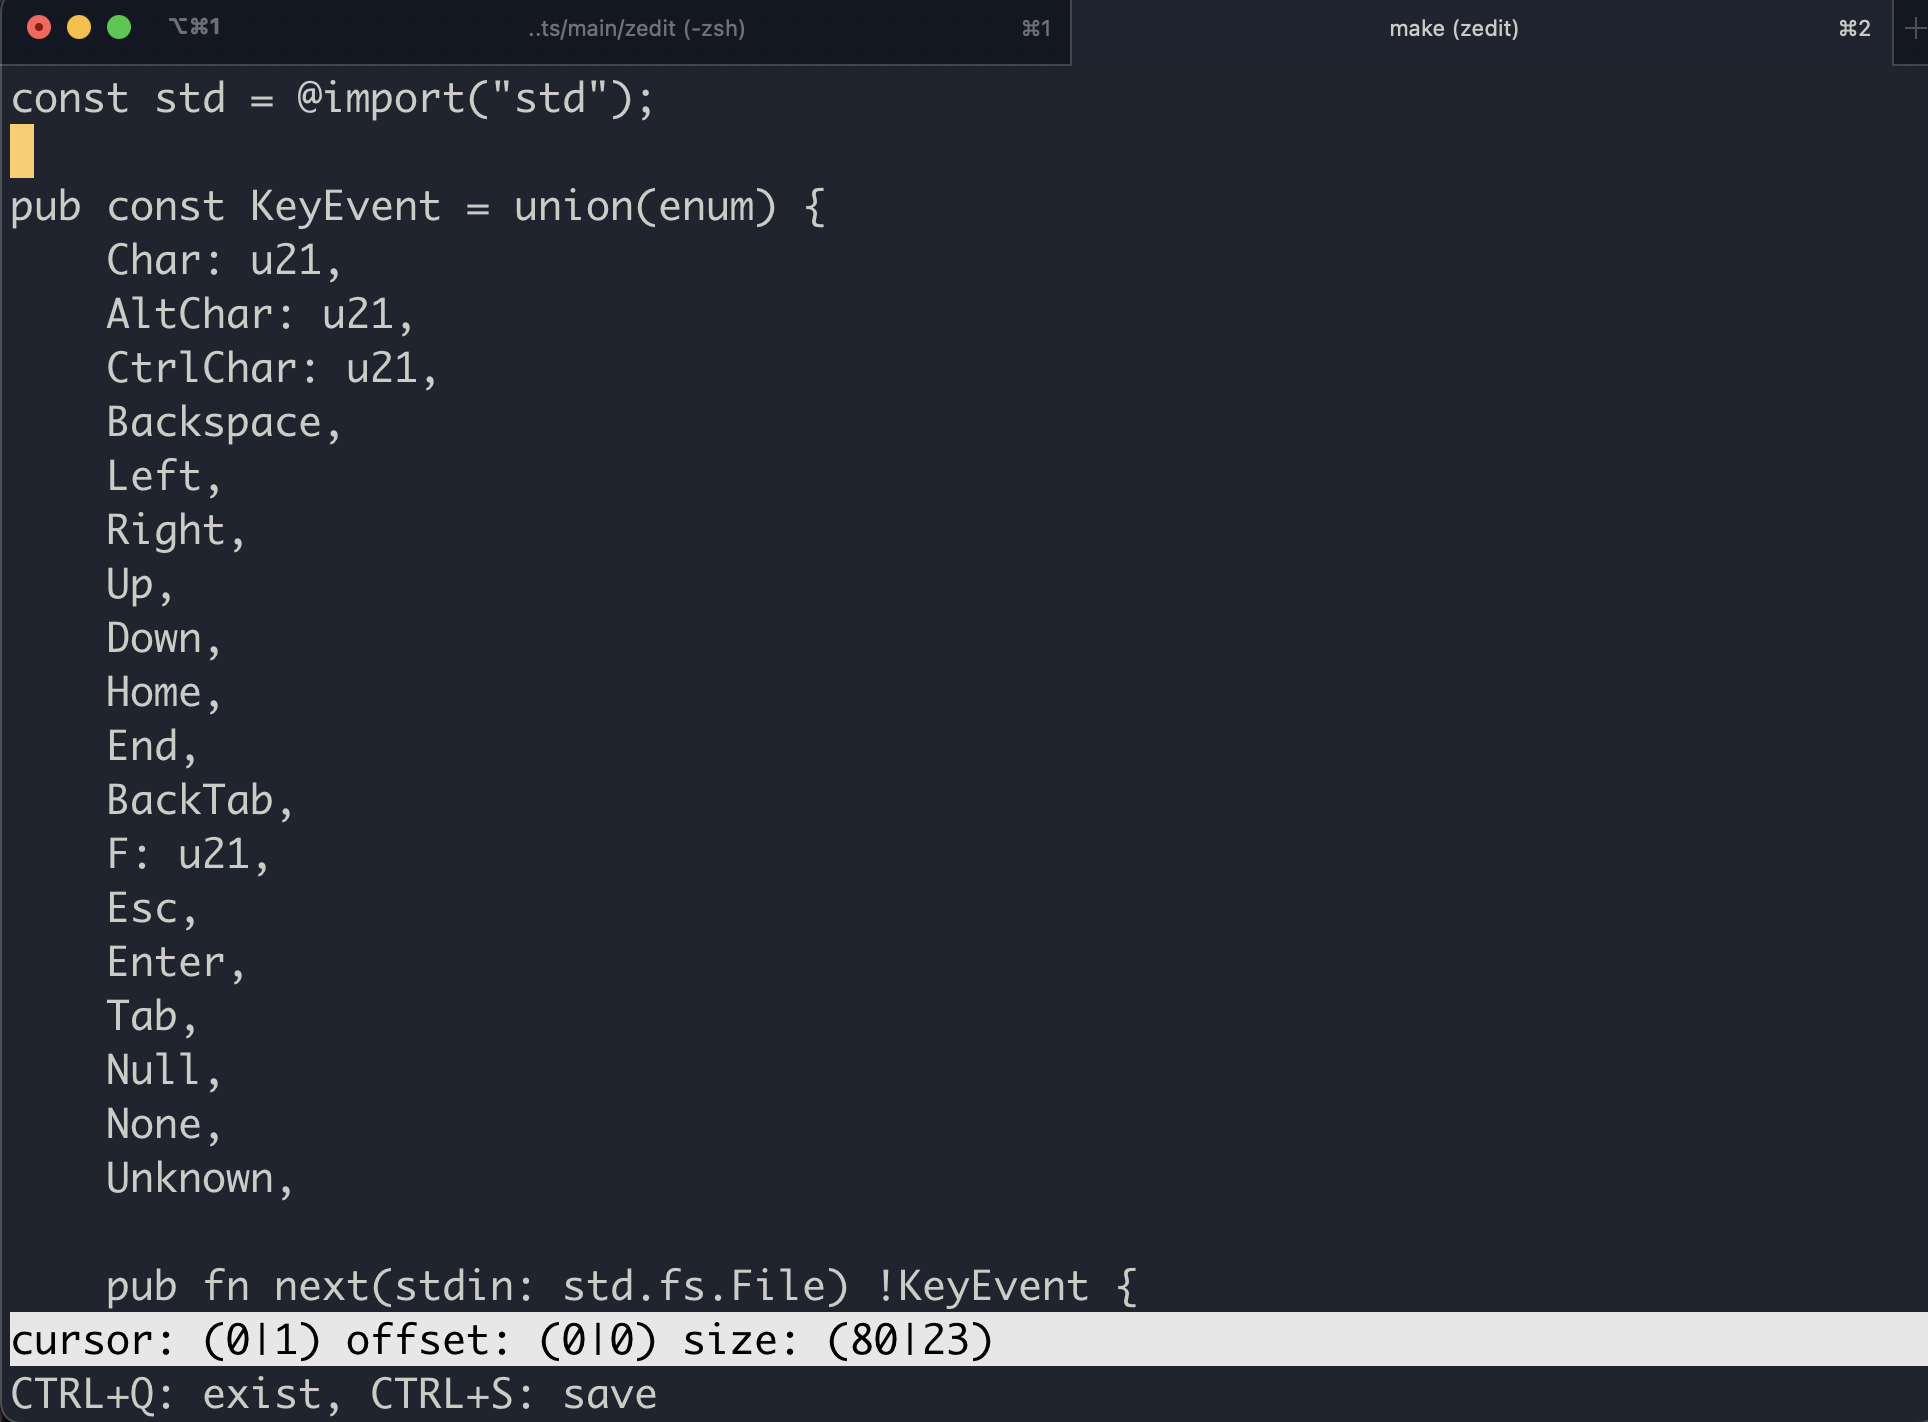 ⌥⌘1 ..ts/main/zedit (-zsh) ⌘1 make (zedit) ⌘2
const std = @import("std");
pub const KeyEvent = union(enum) {
    Char: u21,
    AltChar: u21,
    CtrlChar: u21,
    Backspace,
    Left,
    Right,
    Up,
    Down,
    Home,
    End,
    BackTab,
    F: u21,
    Esc,
    Enter,
    Tab,
    Null,
    None,
    Unknown,
    pub fn next(stdin: std.fs.File) !KeyEvent {
cursor: (0|1) offset: (0|0) size: (80|23)
CTRL+Q: exist, CTRL+S: save